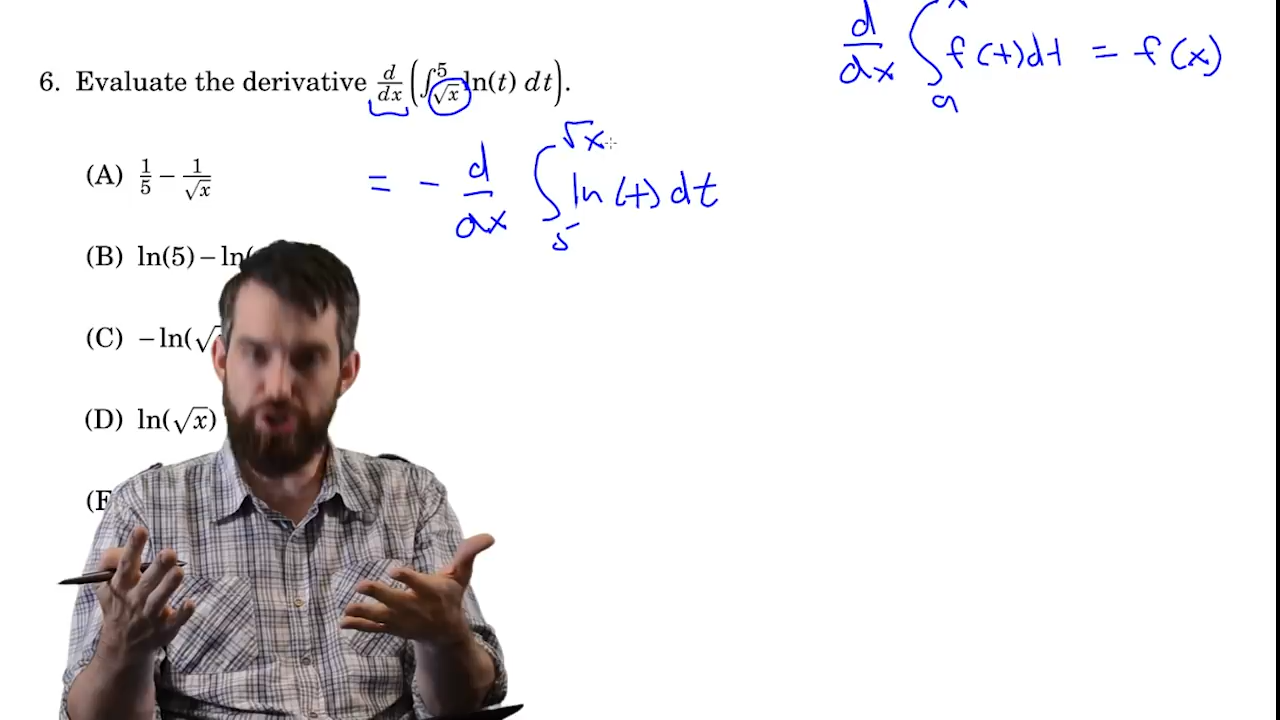 d/dx ∫_a^x f(t)dt = f(x)
6. Evaluate the derivative d/dx (∫_{√x}^5 ln(t) dt).
= - d/dx ∫_5^{√x} ln(t) dt
(A) 1/5 − 1/√x
(B) ln(5) − ln(
(C) −ln(√
(D) ln(√x)